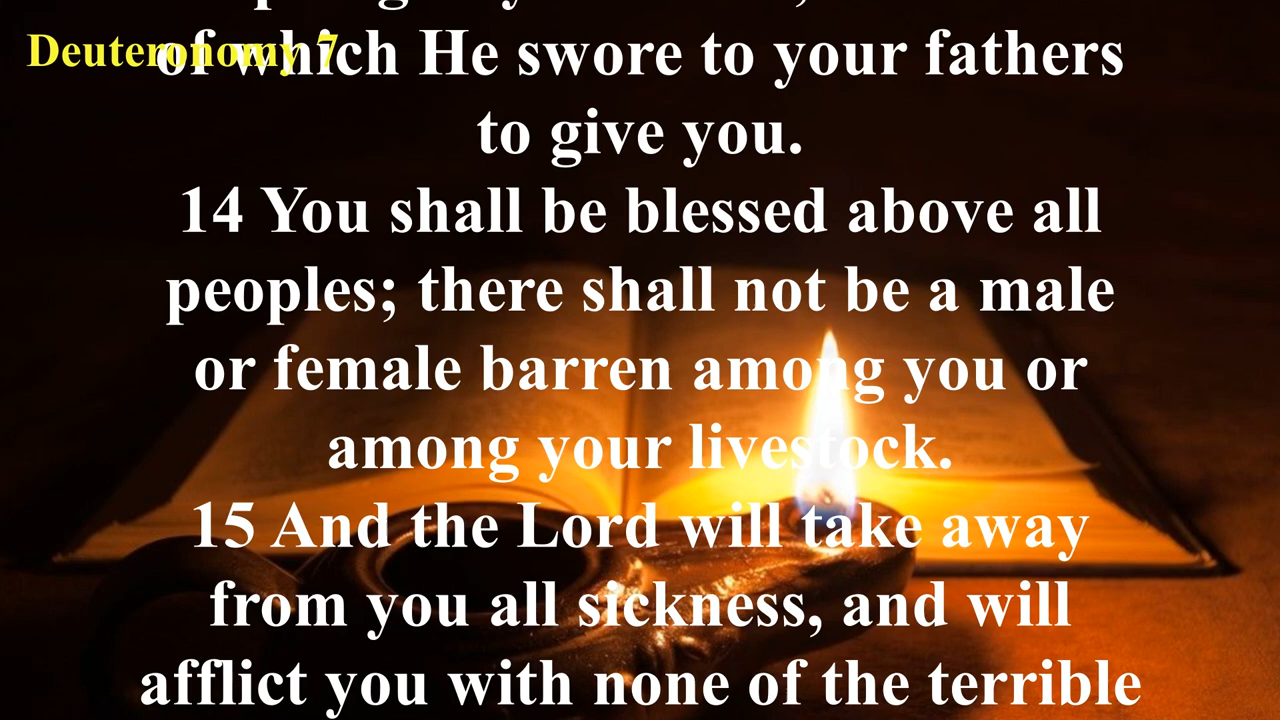 Deuteronomy 7
of which He swore to your fathers
to give you.
14 You shall be blessed above all
peoples; there shall not be a male
or female barren among you or
among your livestock.
15 And the Lord will take away
from you all sickness, and will
afflict you with none of the terrible